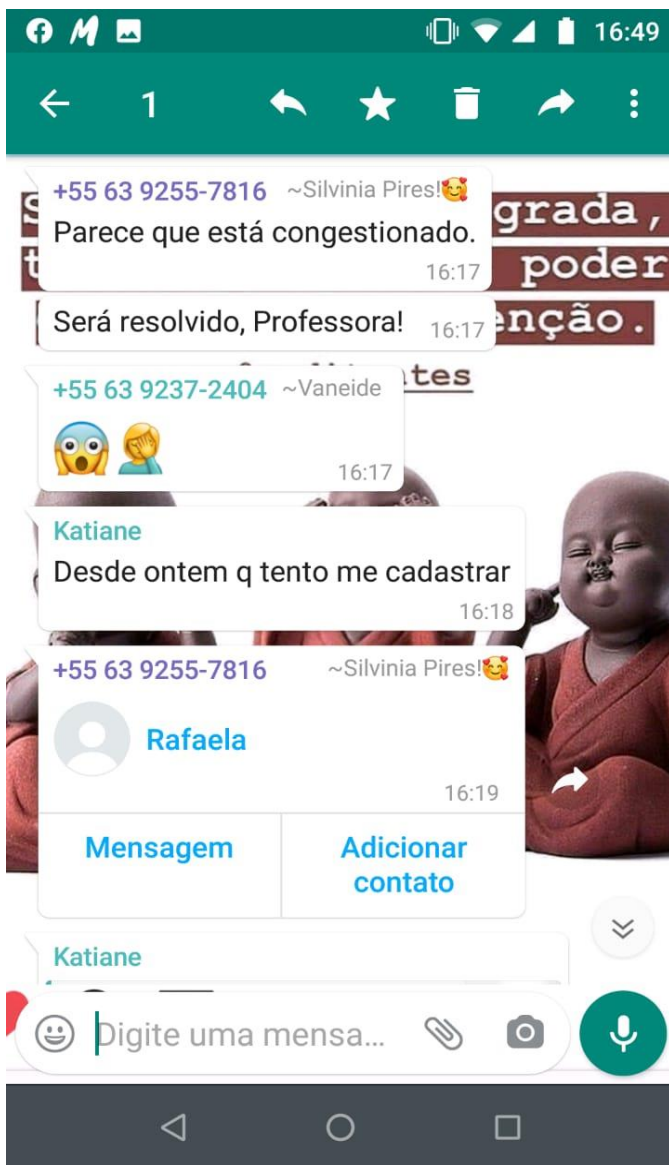 16:49
1
+55 63 9255-7816 ~Silvinia Pires!🥰
Parece que está congestionado.
16:17
grada,
poder
Será resolvido, Professora! 16:17
nção.
tes
+55 63 9237-2404 ~Vaneide
😱🤦‍♀️
16:17
Katiane
Desde ontem q tento me cadastrar
16:18
+55 63 9255-7816 ~Silvinia Pires!🥰
Rafaela
16:19
Mensagem
Adicionar
contato
Katiane
Digite uma mensa...